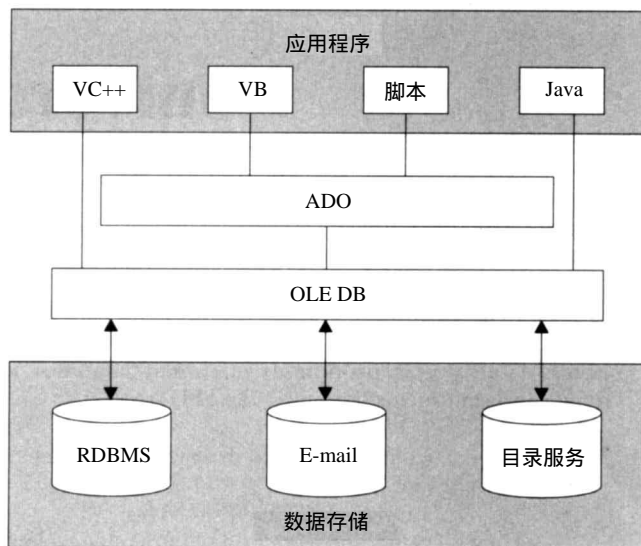 应用程序
VC++
VB
脚本
Java
ADO
OLE DB
RDBMS
E-mail
目录服务
数据存储